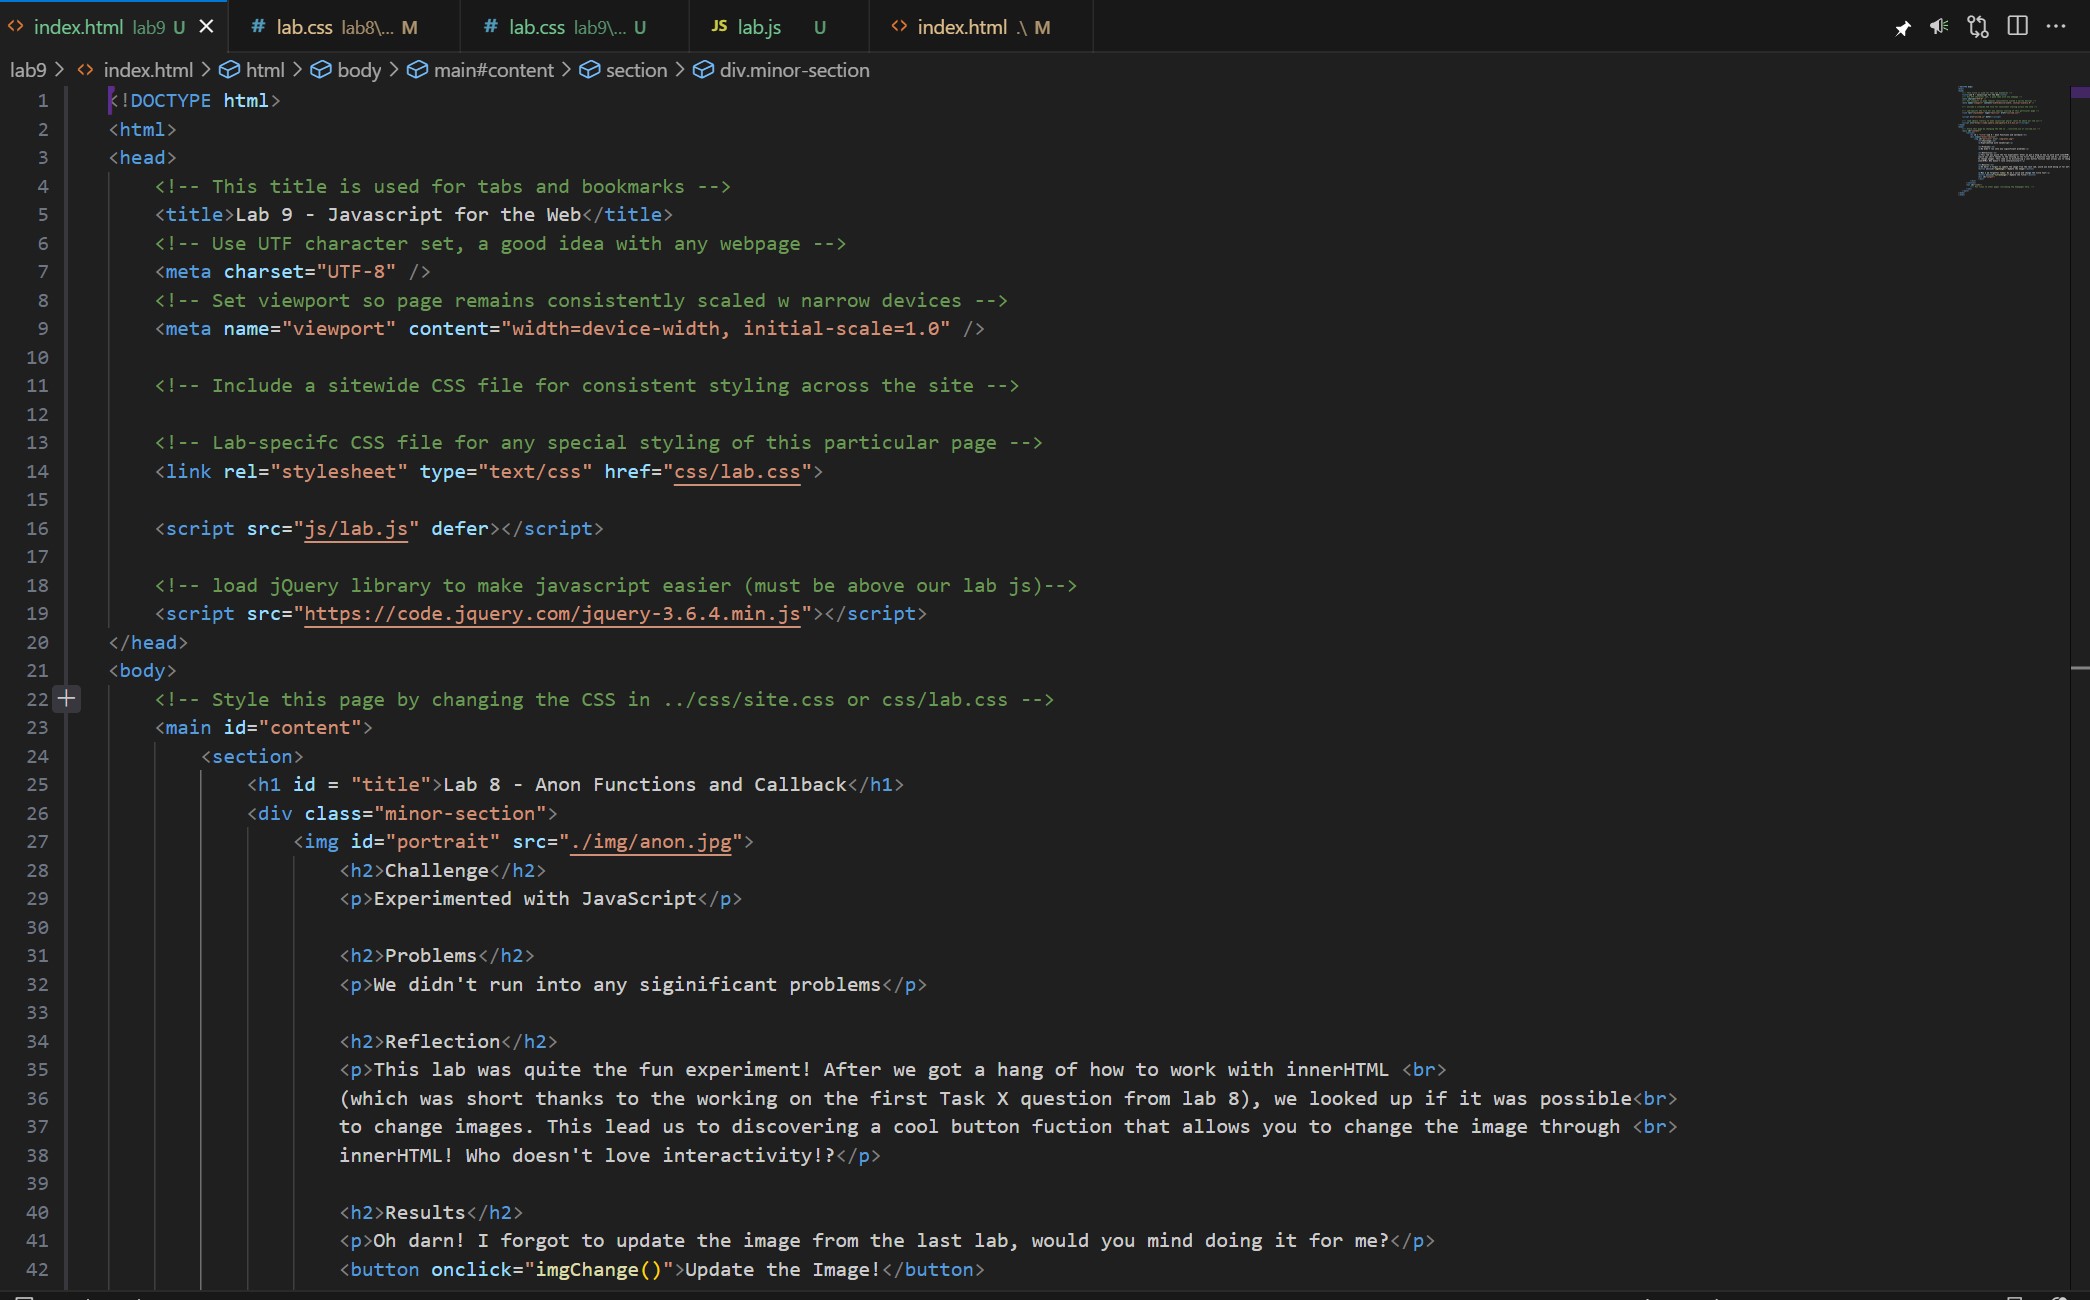 index.html lab9 U # lab.css lab8\... M # lab.css lab9\... U JS lab.js U <> index.html .\ M
lab9 > <> index.html > html > body > main#content > section > div.minor-section
1 <!DOCTYPE html>
2 <html>
3 <head>
4 <!-- This title is used for tabs and bookmarks -->
5 <title>Lab 9 - Javascript for the Web</title>
6 <!-- Use UTF character set, a good idea with any webpage -->
7 <meta charset="UTF-8" />
8 <!-- Set viewport so page remains consistently scaled w narrow devices -->
9 <meta name="viewport" content="width=device-width, initial-scale=1.0" />
10
11 <!-- Include a sitewide CSS file for consistent styling across the site -->
12
13 <!-- Lab-specifc CSS file for any special styling of this particular page -->
14 <link rel="stylesheet" type="text/css" href="css/lab.css">
15
16 <script src="js/lab.js" defer></script>
17
18 <!-- load jQuery library to make javascript easier (must be above our lab js)-->
19 <script src="https://code.jquery.com/jquery-3.6.4.min.js"></script>
20 </head>
21 <body>
22 <!-- Style this page by changing the CSS in ../css/site.css or css/lab.css -->
23 <main id="content">
24 <section>
25 <h1 id = "title">Lab 8 - Anon Functions and Callback</h1>
26 <div class="minor-section">
27 <img id="portrait" src="./img/anon.jpg">
28 <h2>Challenge</h2>
29 <p>Experimented with JavaScript</p>
30
31 <h2>Problems</h2>
32 <p>We didn't run into any siginificant problems</p>
33
34 <h2>Reflection</h2>
35 <p>This lab was quite the fun experiment! After we got a hang of how to work with innerHTML <br>
36 (which was short thanks to the working on the first Task X question from lab 8), we looked up if it was possible<br>
37 to change images. This lead us to discovering a cool button fuction that allows you to change the image through <br>
38 innerHTML! Who doesn't love interactivity!?</p>
39
40 <h2>Results</h2>
41 <p>Oh darn! I forgot to update the image from the last lab, would you mind doing it for me?</p>
42 <button onclick="imgChange()">Update the Image!</button>